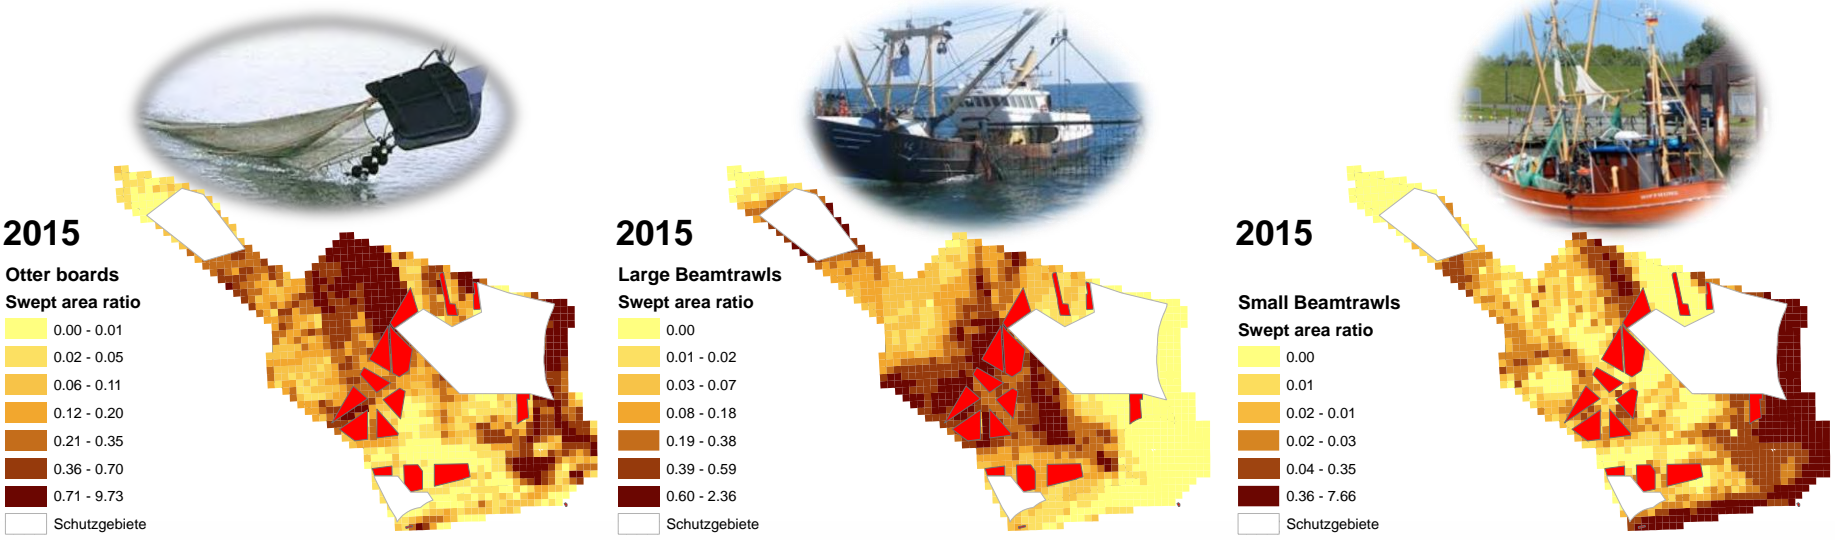 2015
Otter boards
Swept area ratio
0.00 - 0.01
0.02 - 0.05
0.06 - 0.11
0.12 - 0.20
0.21 - 0.35
0.36 - 0.70
0.71 - 9.73
Schutzgebiete
2015
Large Beamtrawls
Swept area ratio
0.00
0.01 - 0.02
0.03 - 0.07
0.08 - 0.18
0.19 - 0.38
0.39 - 0.59
0.60 - 2.36
Schutzgebiete
2015
Small Beamtrawls
Swept area ratio
0.00
0.01
0.02 - 0.01
0.02 - 0.03
0.04 - 0.35
0.36 - 7.66
Schutzgebiete